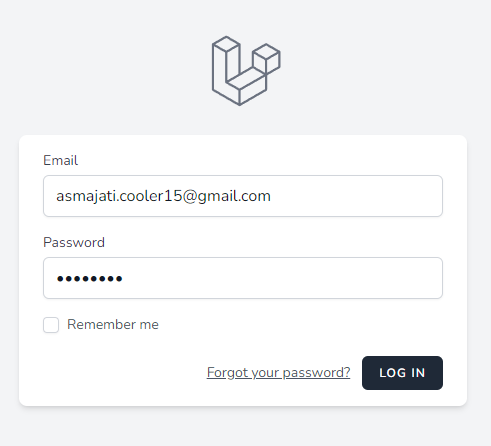 Email
asmajati.cooler15@gmail.com
Password
••••••••
Remember me
Forgot your password? LOG IN